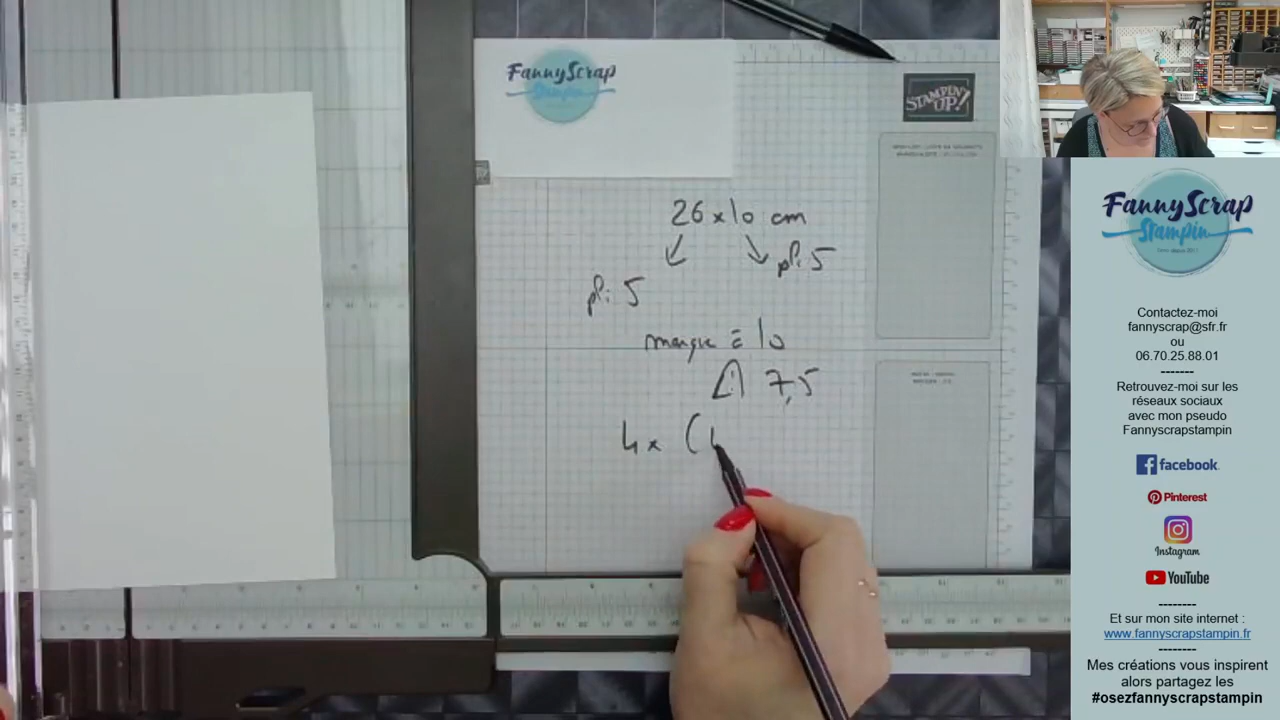 FannyScrap
Stampin'
STAMPIN' UP!
26 x 10 cm
pli 5
pli 5
marque à 10
7,5
4 x (
FannyScrap
Stampin'
Contactez-moi
fannyscrap@sfr.fr
ou
06.70.25.88.01
-------
Retrouvez-moi sur les
réseaux sociaux
avec mon pseudo
Fannyscrapstampin
facebook.
Pinterest
Instagram
YouTube
--------
Et sur mon site internet :
www.fannyscrapstampin.fr
--------
Mes créations vous inspirent
alors partagez les
#osezfannyscrapstampin